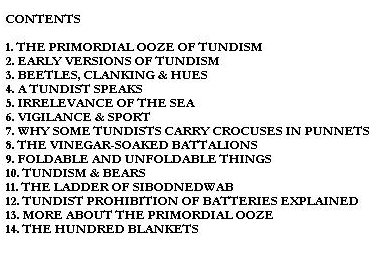 CONTENTS
1. THE PRIMORDIAL OOZE OF TUNDISM
2. EARLY VERSIONS OF TUNDISM
3. BEETLES, CLANKING & HUES
4. A TUNDIST SPEAKS
5. IRRELEVANCE OF THE SEA
6. VIGILANCE & SPORT
7. WHY SOME TUNDISTS CARRY CROCUSES IN PUNNETS
8. THE VINEGAR-SOAKED BATTALIONS
9. FOLDABLE AND UNFOLDABLE THINGS
10. TUNDISM & BEARS
11. THE LADDER OF SIBODNEDWAB
12. TUNDIST PROHIBITION OF BATTERIES EXPLAINED
13. MORE ABOUT THE PRIMORDIAL OOZE
14. THE HUNDRED BLANKETS